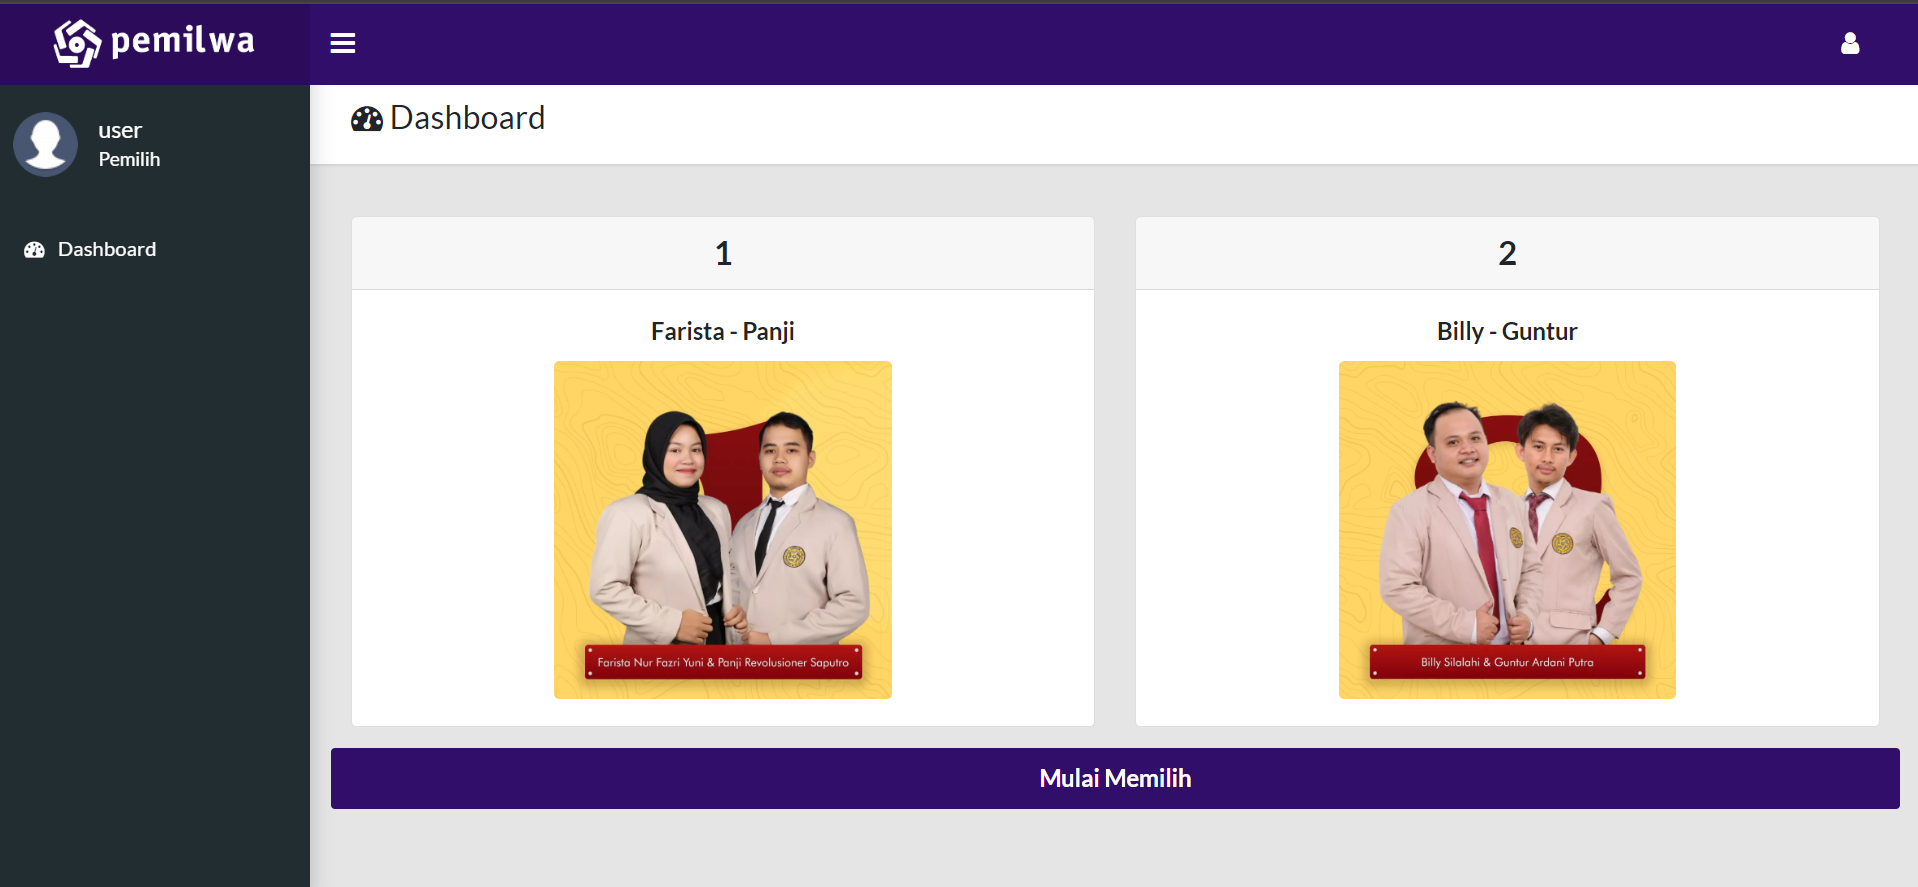 pemilwa
user
Pemilih
Dashboard
Dashboard
1
Farista - Panji
Farista Nur Fazri Yuni & Panji Revolusioner Saputro
2
Billy - Guntur
Billy Silalahi & Guntur Ardani Putra
Mulai Memilih